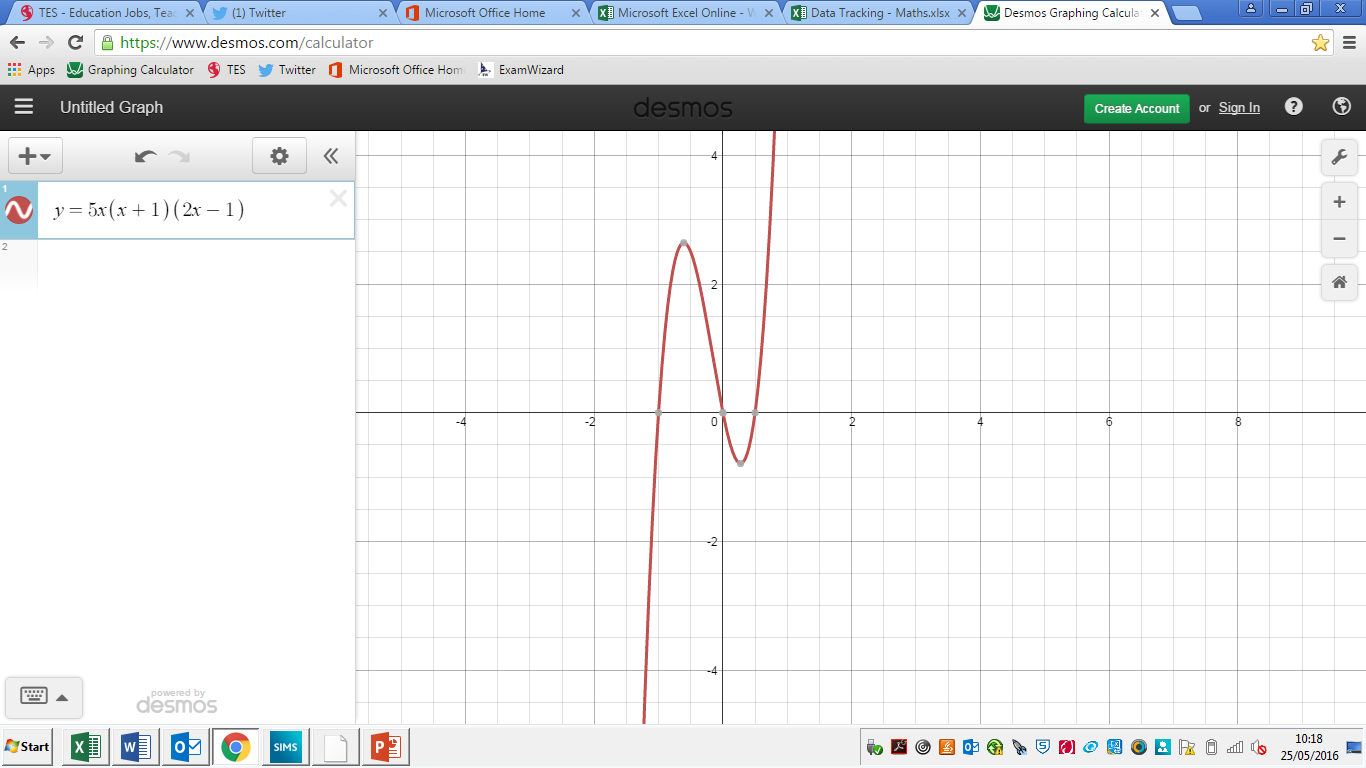 TES - Education Jobs, Tea
(1) Twitter
Microsoft Office Home
Microsoft Excel Online - 
Data Tracking - Maths.xlsx
Desmos Graphing Calcula
https://www.desmos.com/calculator
Apps
Graphing Calculator
TES
Twitter
Microsoft Office Hom
ExamWizard
Untitled Graph
desmos
Create Account
or
Sign In
?
1
y = 5x(x + 1)(2x − 1)
2
4
2
-4
-2
0
2
4
6
8
-2
-4
powered by
desmos
Start
SIMS
10:18
25/05/2016